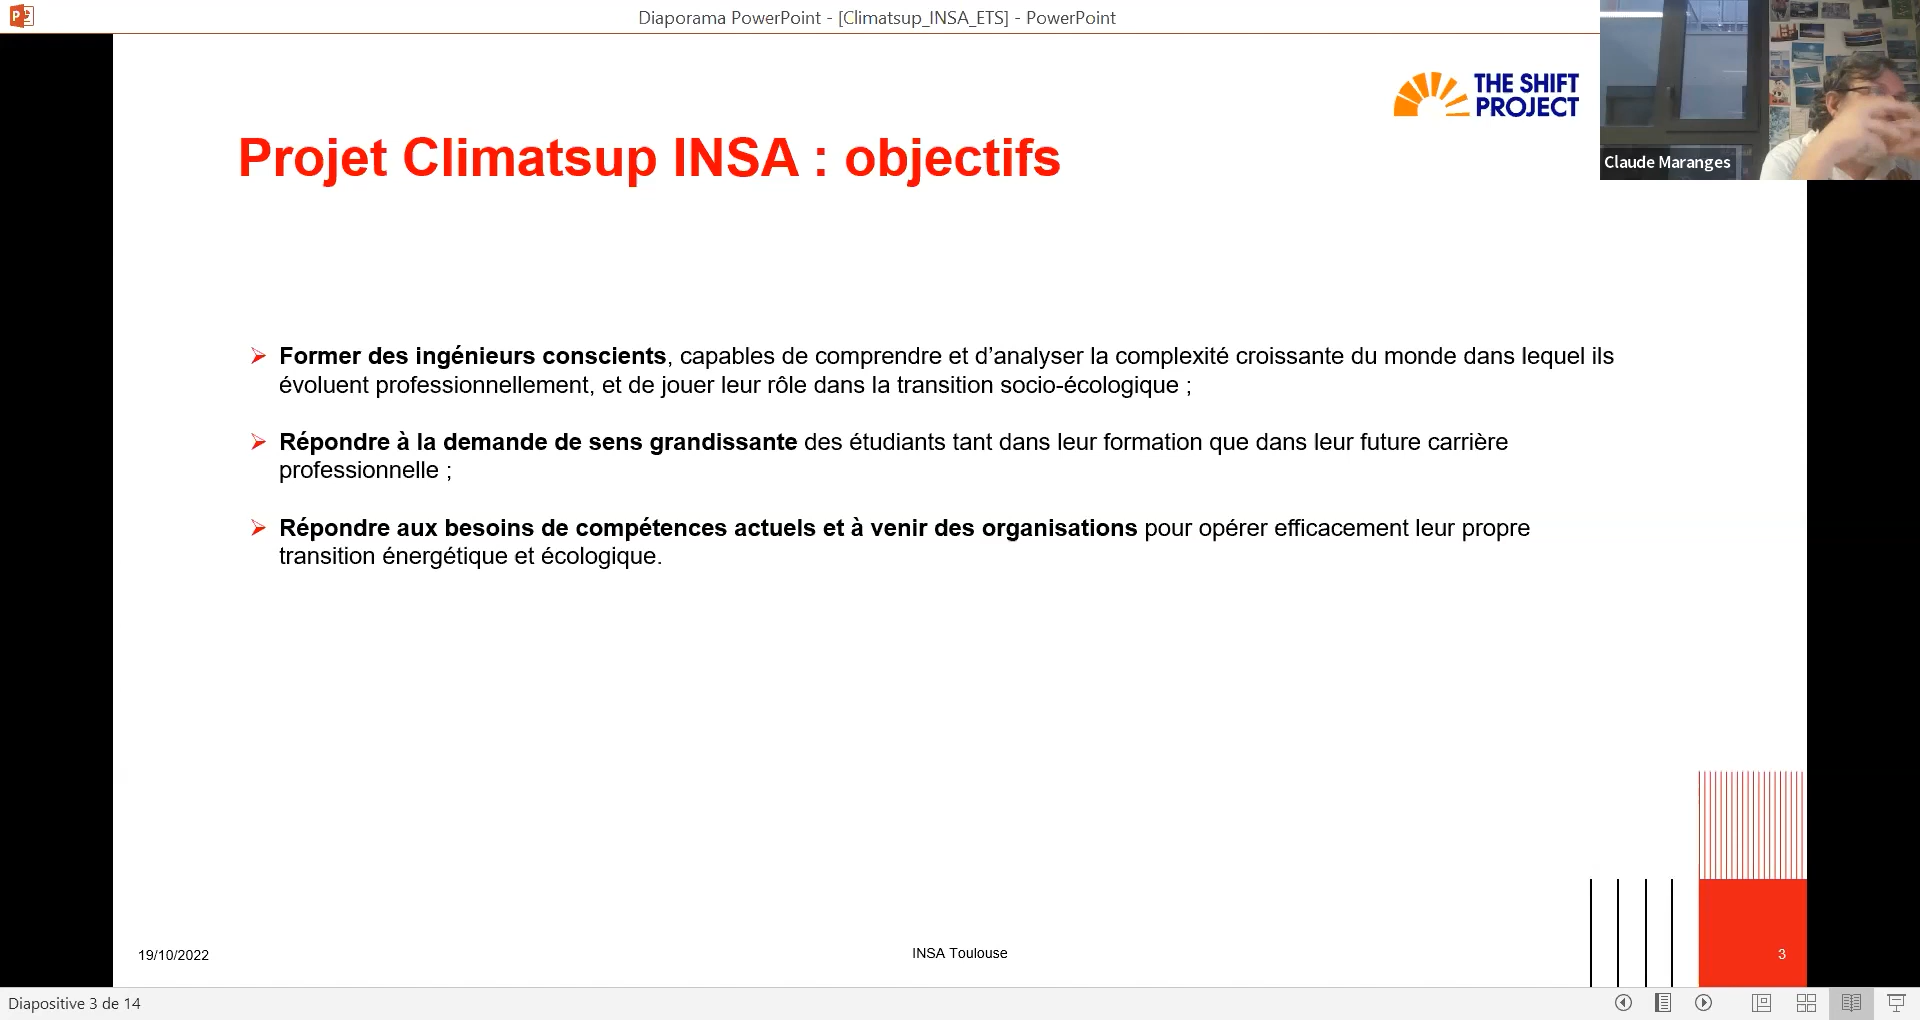 Diaporama PowerPoint - [Climatsup_INSA_ETS] - PowerPoint
THE SHIFT
PROJECT
Claude Maranges
Projet Climatsup INSA : objectifs
Former des ingénieurs conscients, capables de comprendre et d’analyser la complexité croissante du monde dans lequel ils
évoluent professionnellement, et de jouer leur rôle dans la transition socio-écologique ;
Répondre à la demande de sens grandissante des étudiants tant dans leur formation que dans leur future carrière
professionnelle ;
Répondre aux besoins de compétences actuels et à venir des organisations pour opérer efficacement leur propre
transition énergétique et écologique.
19/10/2022
INSA Toulouse
3
Diapositive 3 de 14